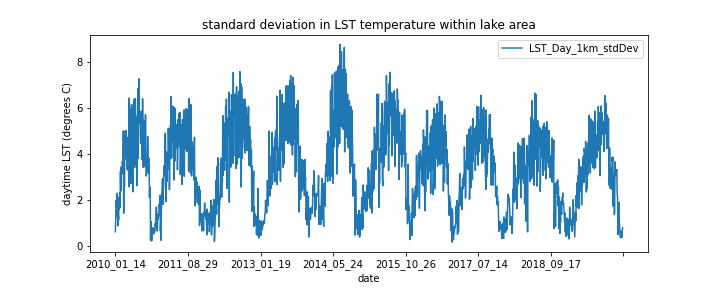 standard deviation in LST temperature within lake area
LST_Day_1km_stdDev
daytime LST (degrees C)
8
6
4
2
0
2010_01_14 2011_08_29 2013_01_19 2014_05_24 2015_10_26 2017_07_14 2018_09_17
date